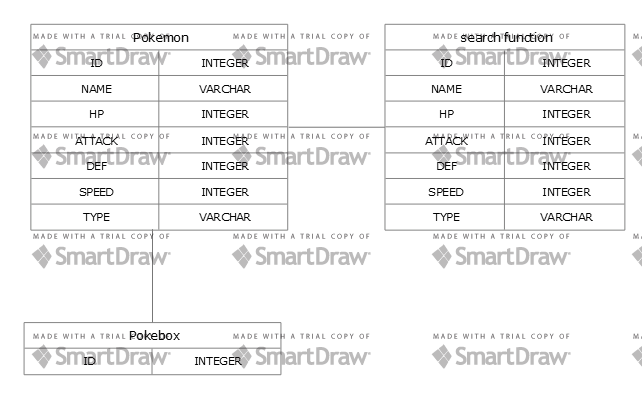 Pokemon
ID INTEGER
NAME VARCHAR
HP INTEGER
ATTACK INTEGER
DEF INTEGER
SPEED INTEGER
TYPE VARCHAR
search function
ID INTEGER
NAME VARCHAR
HP INTEGER
ATTACK INTEGER
DEF INTEGER
SPEED INTEGER
TYPE VARCHAR
Pokebox
ID INTEGER
MADE WITH A TRIAL COPY OF
SmartDraw
MADE WITH A TRIAL COPY OF
SmartDraw
MADE WITH A TRIAL COPY OF
SmartDraw
MADE WITH A TRIAL COPY OF
SmartDraw
MADE WITH A TRIAL COPY OF
SmartDraw
MADE WITH A TRIAL COPY OF
SmartDraw
MADE WITH A TRIAL COPY OF
SmartDraw
MADE WITH A TRIAL COPY OF
SmartDraw
MADE WITH A TRIAL COPY OF
SmartDraw
MADE WITH A TRIAL COPY OF
SmartDraw
MADE WITH A TRIAL COPY OF
SmartDraw
MADE WITH A TRIAL COPY OF
SmartDraw